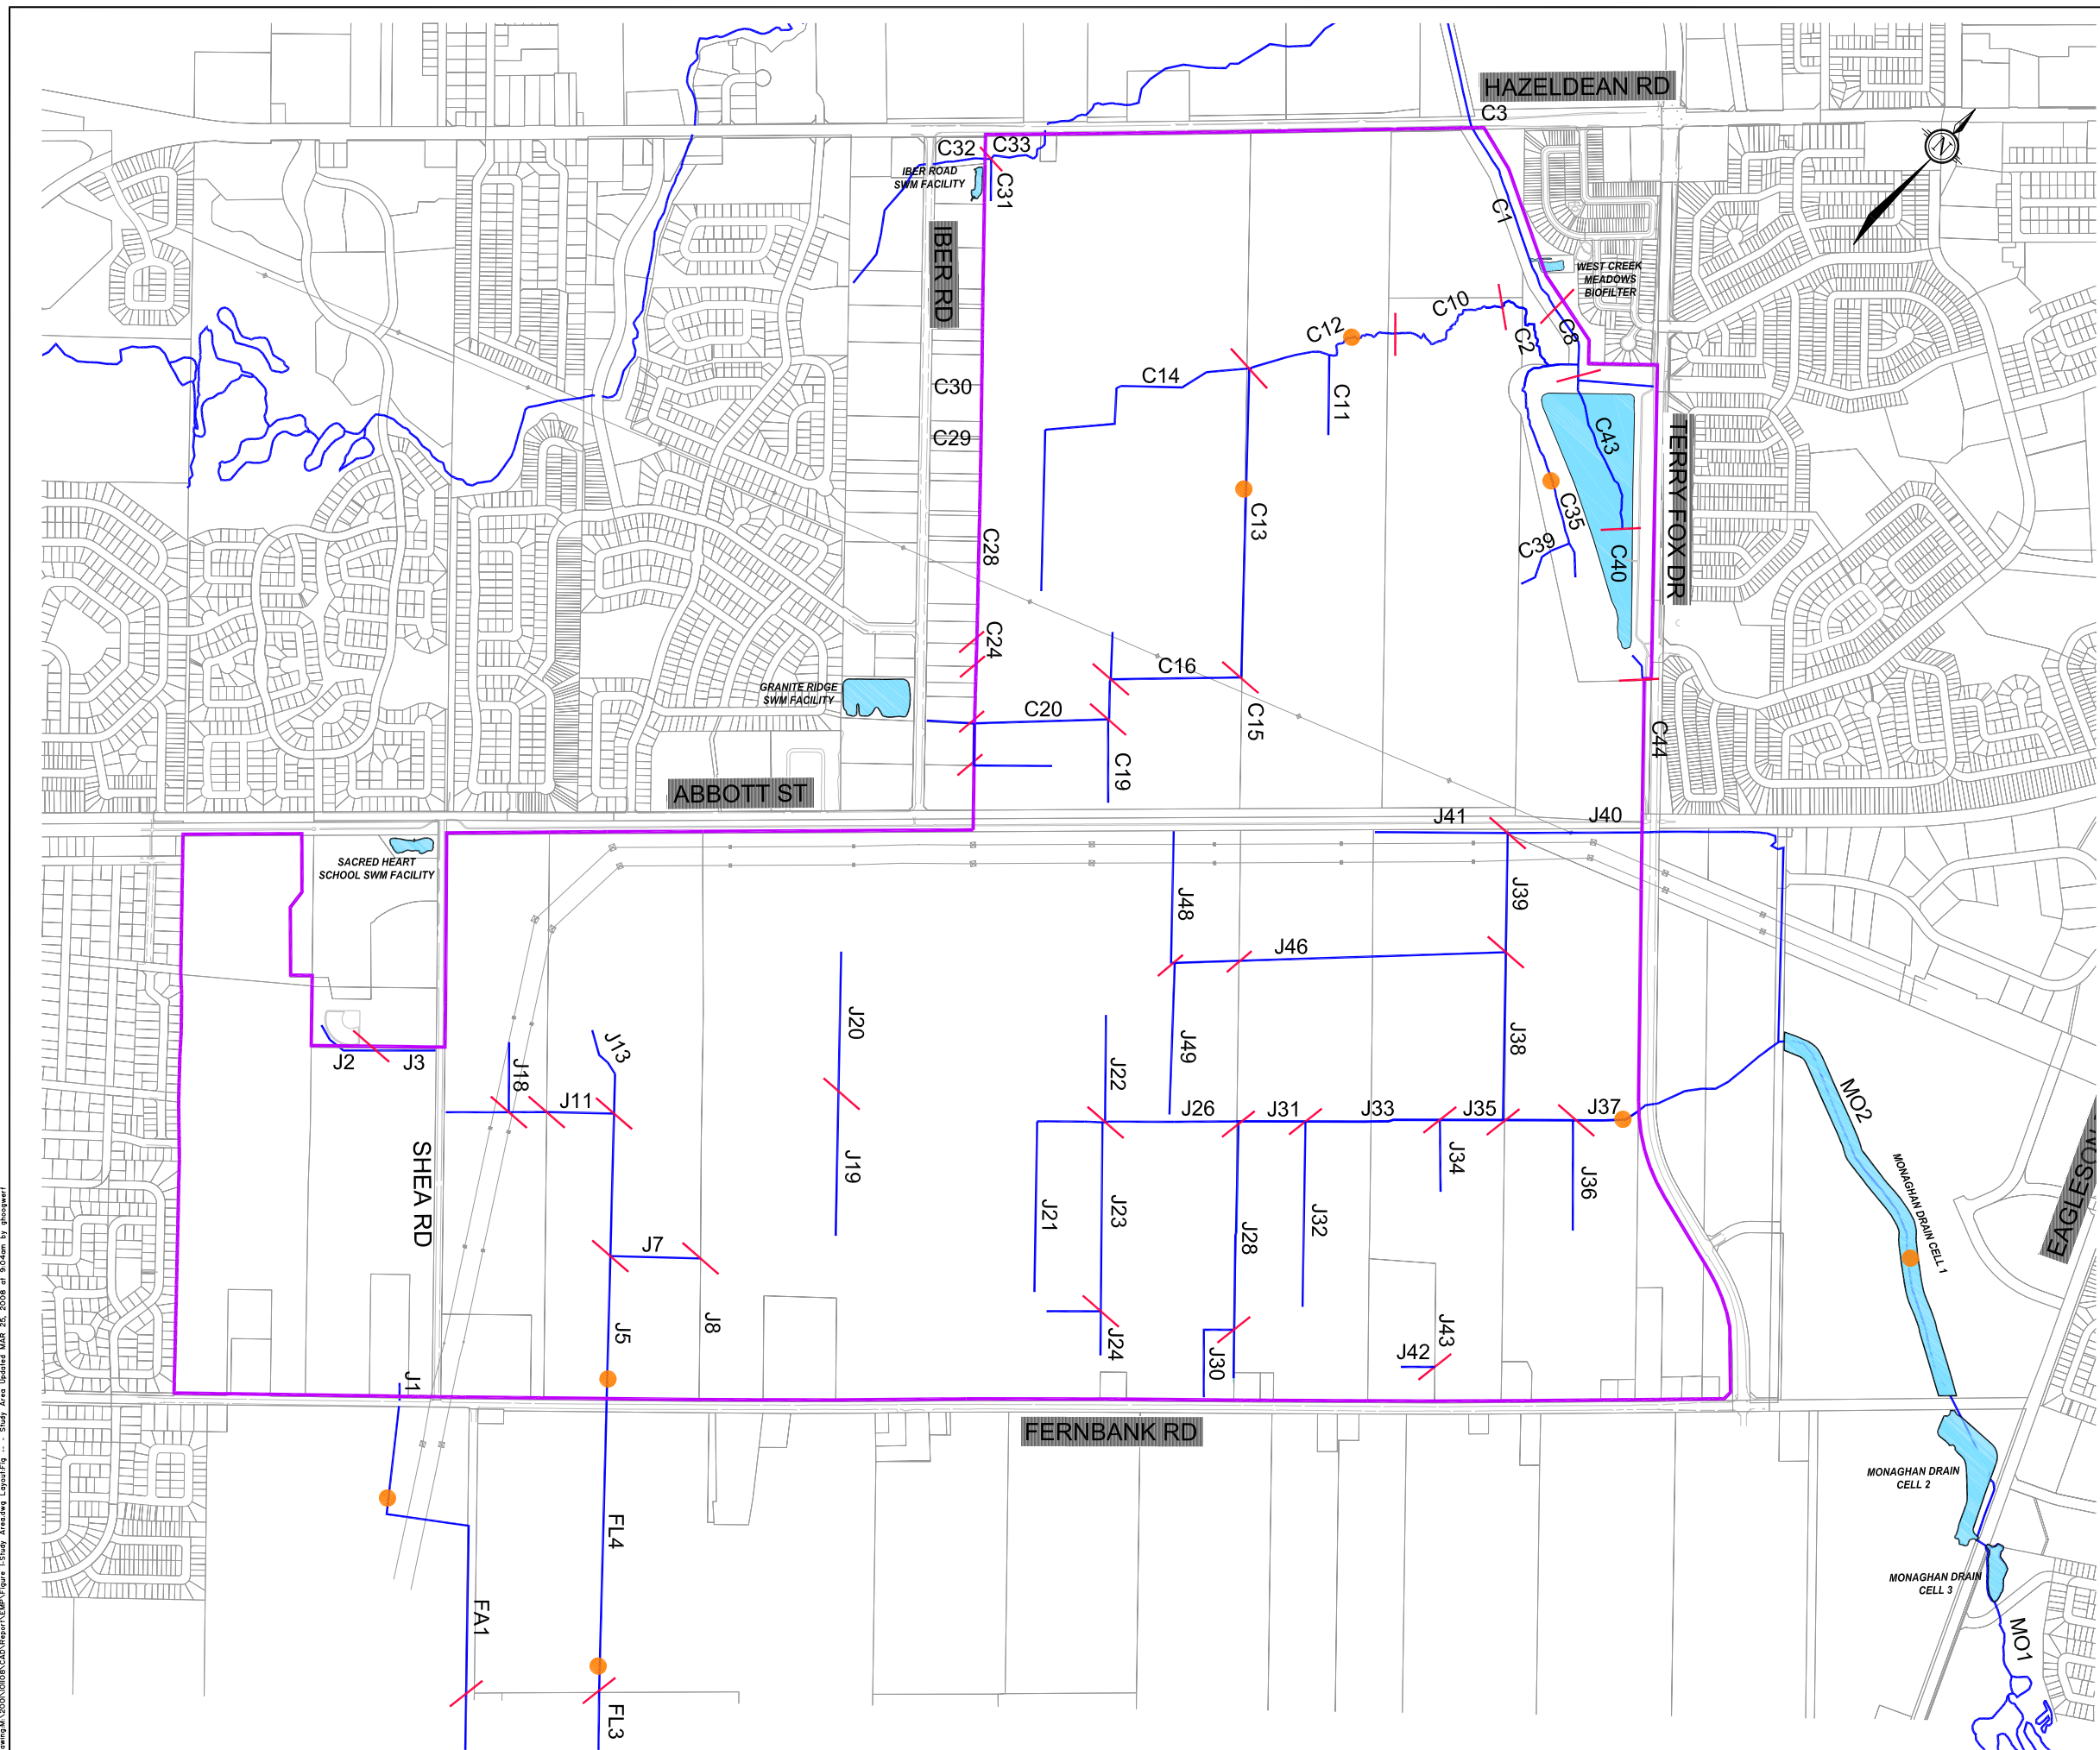 HAZELDEAN RD
C3
C32
C33
IBER ROAD
SWM FACILITY
C31
N
C1
IBER RD
WEST CREEK
MEADOWS
BIOFILTER
C10
C12
C2
C8
C14
C30
C11
C29
C43
TERRY FOX DR
C13
C35
C28
C39
C40
C24
C16
GRANITE RIDGE
SWM FACILITY
C20
C15
C44
C19
ABBOTT ST
J41
J40
SACRED HEART
SCHOOL SWM FACILITY
J48
J39
J46
J20
J13
J49
J38
J2
J3
J18
J22
J11
J26
J31
J33
J35
J37
MO2
SHEA RD
J19
J34
J36
MONAGHAN DRAIN CELL 1
J21
J23
J28
J32
J7
J8
J5
J24
J30
J43
J42
J1
FERNBANK RD
MONAGHAN DRAIN
CELL 2
FL4
MONAGHAN DRAIN
CELL 3
FA1
MO1
FL3